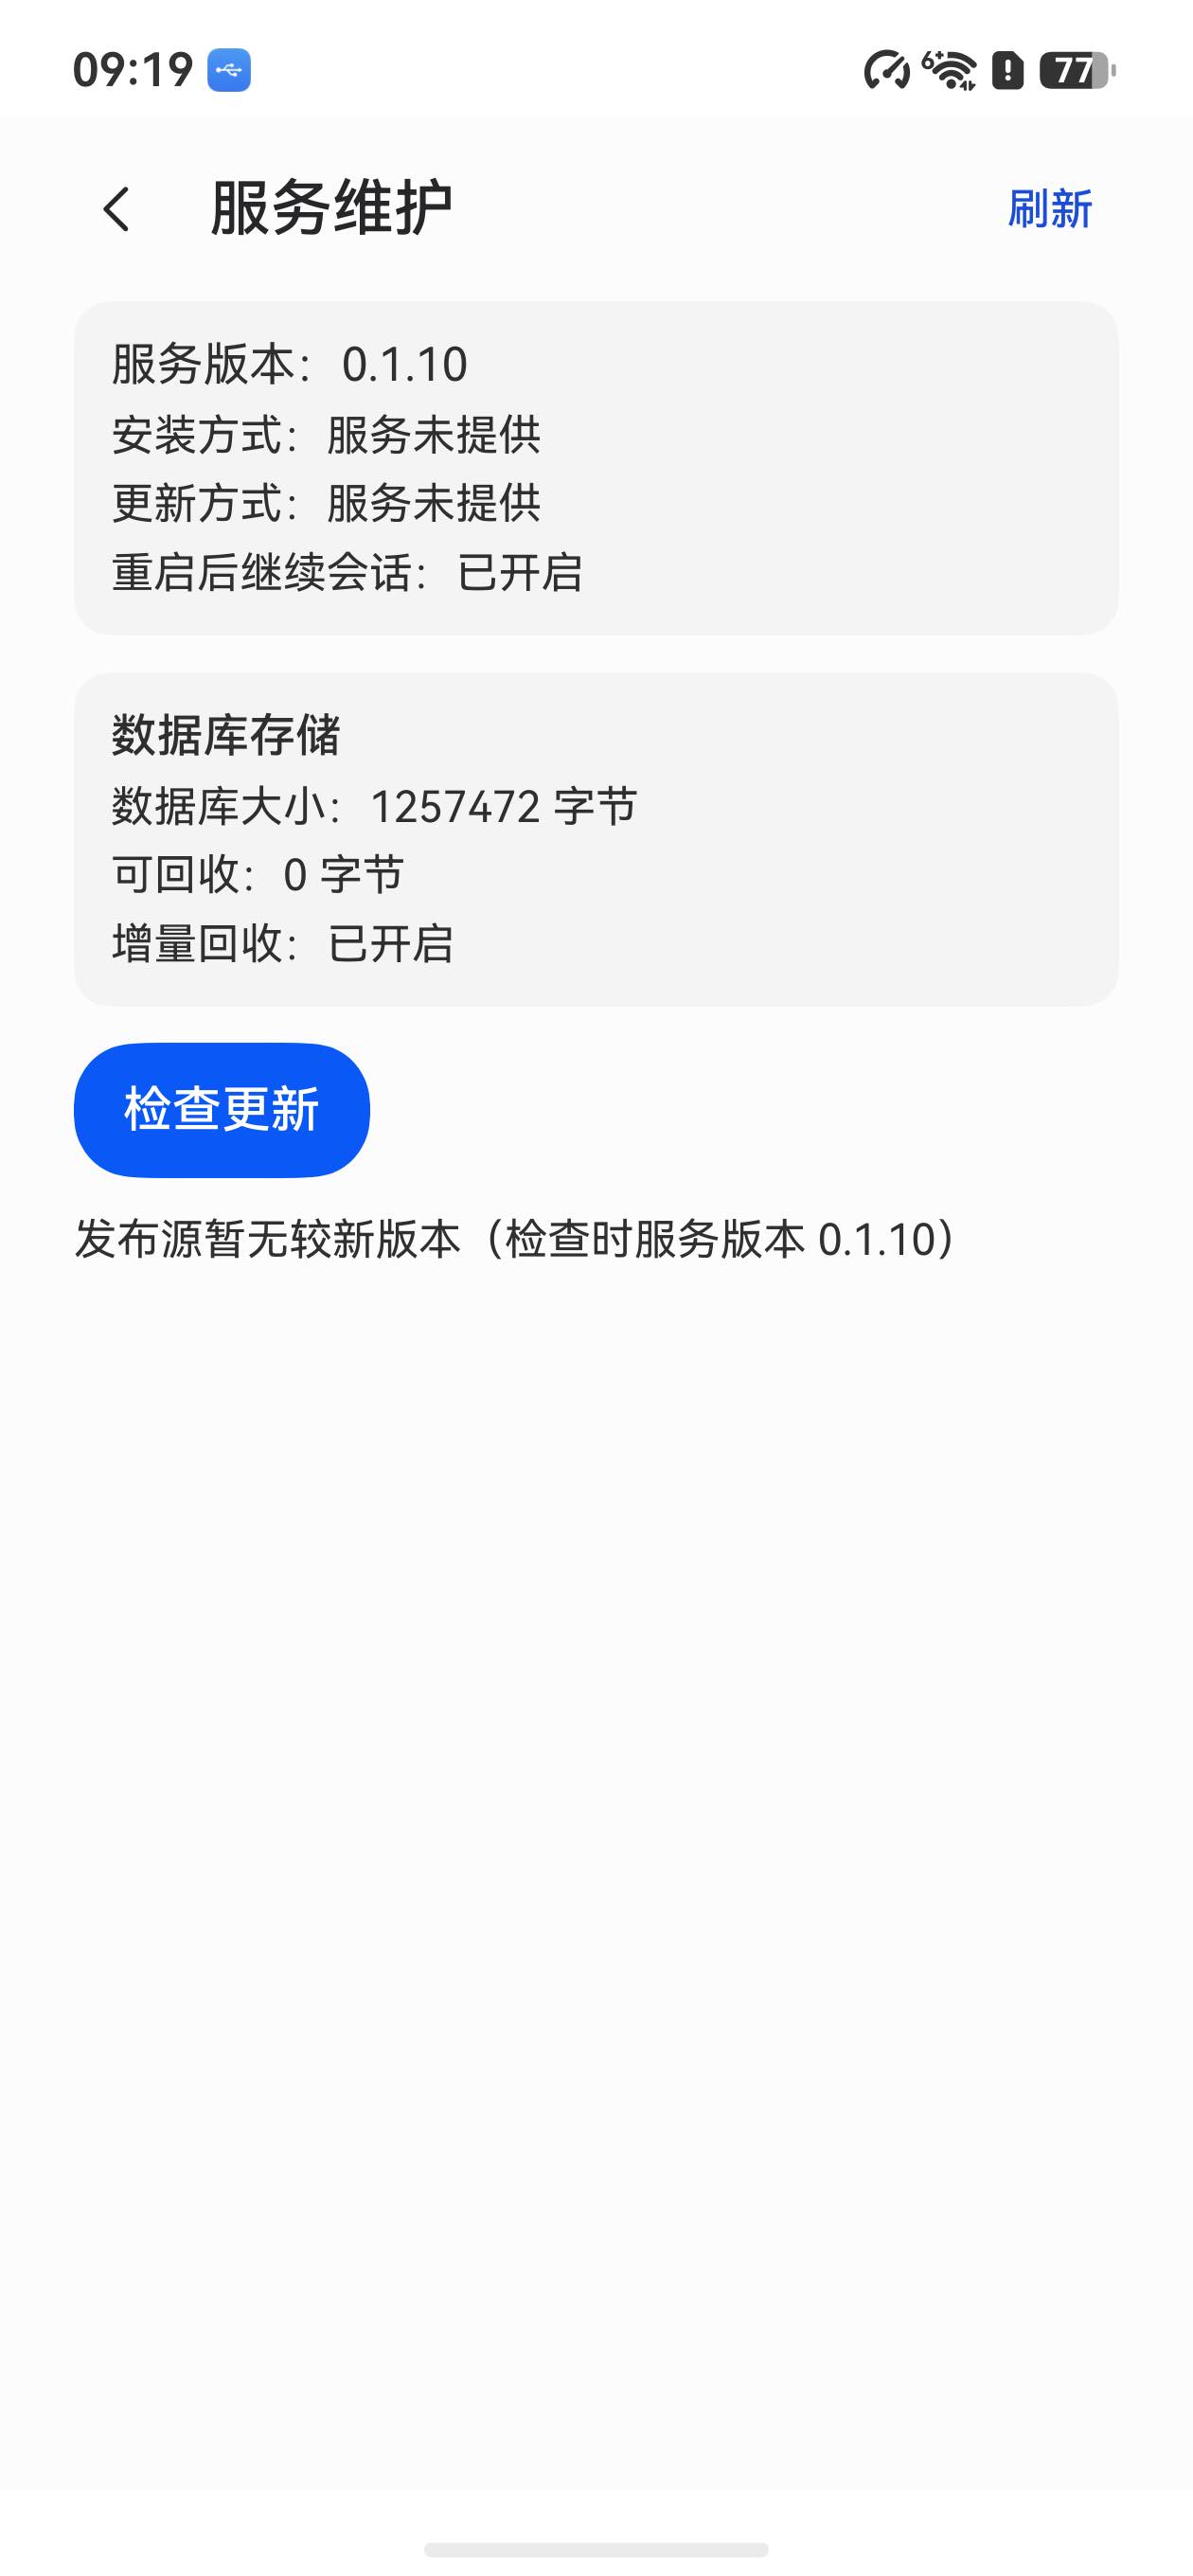 09:19
77
服务维护
刷新
服务版本：0.1.10
安装方式：服务未提供
更新方式：服务未提供
重启后继续会话：已开启
数据库存储
数据库大小：1257472 字节
可回收：0 字节
增量回收：已开启
检查更新
发布源暂无较新版本（检查时服务版本 0.1.10）